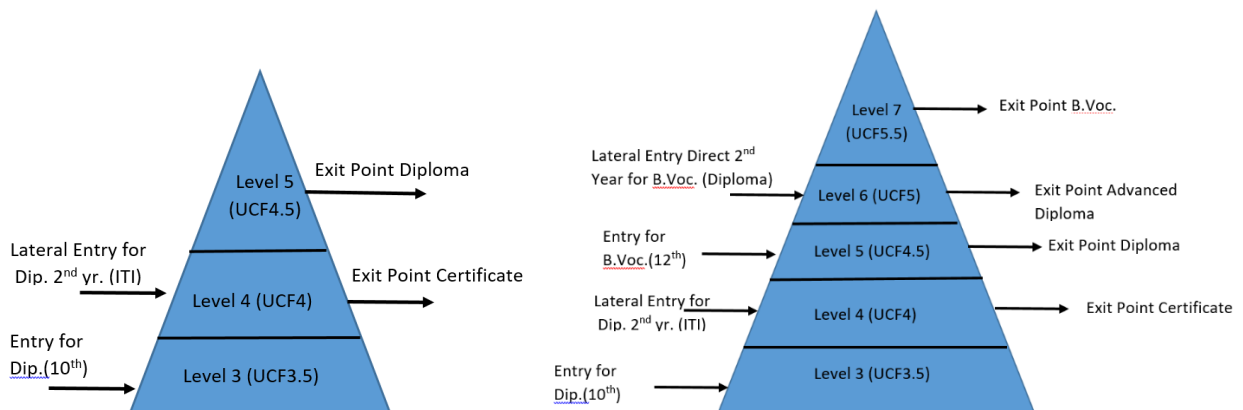 Level 5
(UCF4.5)
Exit Point Diploma
Lateral Entry for
Dip. 2nd yr. (ITI)
Level 4 (UCF4)
Exit Point Certificate
Entry for
Dip.(10th)
Level 3 (UCF3.5)
Level 7
(UCF5.5)
Exit Point B.Voc.
Lateral Entry Direct 2nd
Year for B.Voc. (Diploma)
Level 6 (UCF5)
Exit Point Advanced
Diploma
Entry for
B.Voc.(12th)
Level 5 (UCF4.5)
Exit Point Diploma
Lateral Entry for
Dip. 2nd yr. (ITI)
Level 4 (UCF4)
Exit Point Certificate
Entry for
Dip.(10th)
Level 3 (UCF3.5)